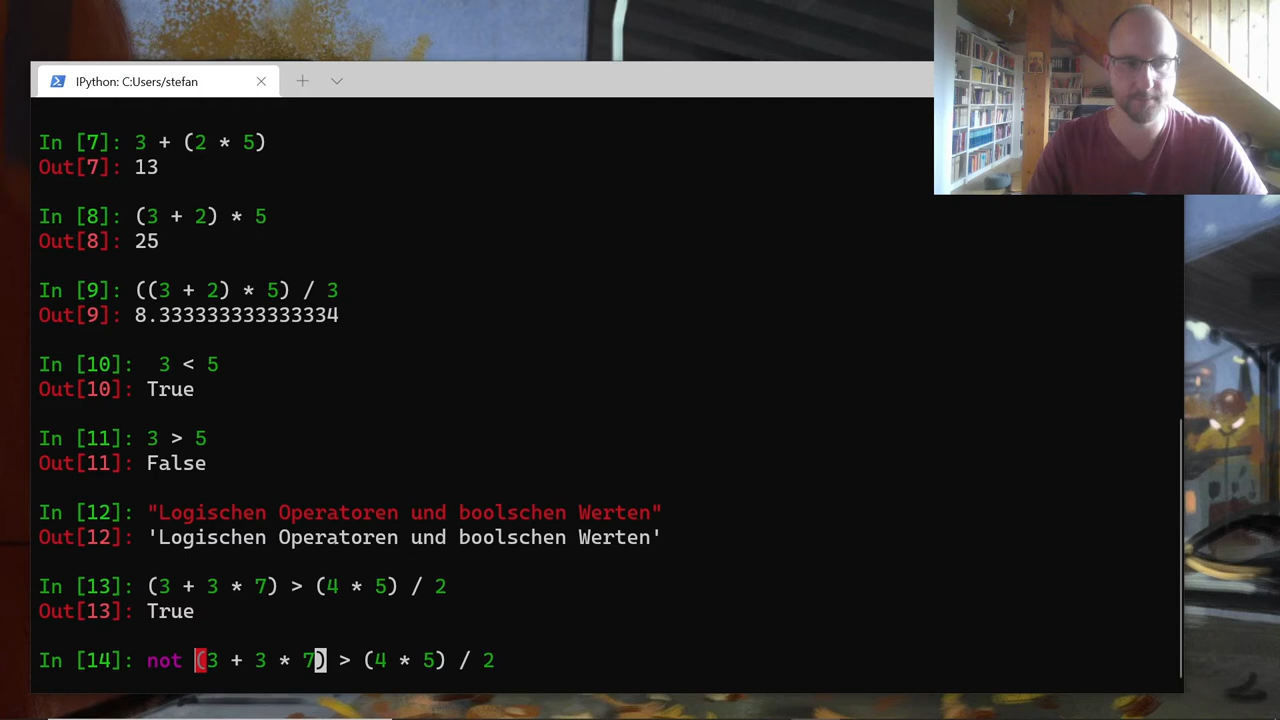 IPython: C:Users/stefan
In [7]: 3 + (2 * 5)
Out[7]: 13
In [8]: (3 + 2) * 5
Out[8]: 25
In [9]: ((3 + 2) * 5) / 3
Out[9]: 8.333333333333334
In [10]:  3 < 5
Out[10]: True
In [11]: 3 > 5
Out[11]: False
In [12]: "Logischen Operatoren und boolschen Werten"
Out[12]: 'Logischen Operatoren und boolschen Werten'
In [13]: (3 + 3 * 7) > (4 * 5) / 2
Out[13]: True
In [14]: not (3 + 3 * 7) > (4 * 5) / 2